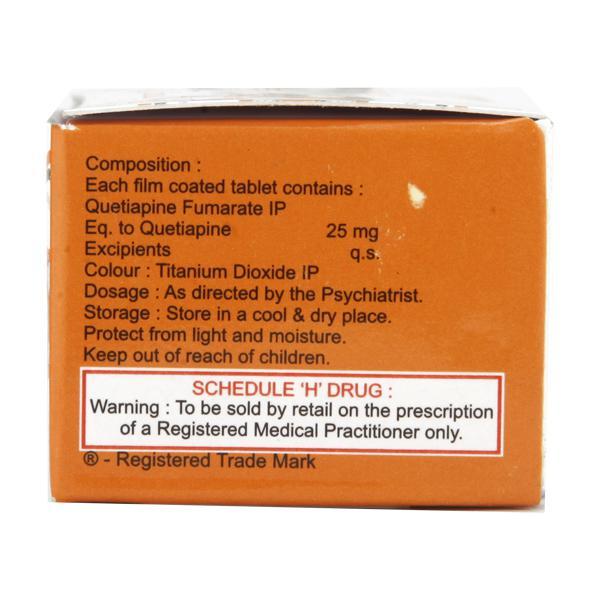 Composition :
Each film coated tablet contains :
Quetiapine Fumarate IP
Eq. to Quetiapine 25 mg
Excipients q.s.
Colour : Titanium Dioxide IP
Dosage : As directed by the Psychiatrist.
Storage : Store in a cool & dry place.
Protect from light and moisture.
Keep out of reach of children.
SCHEDULE 'H' DRUG :
Warning : To be sold by retail on the prescription
of a Registered Medical Practitioner only.
® - Registered Trade Mark